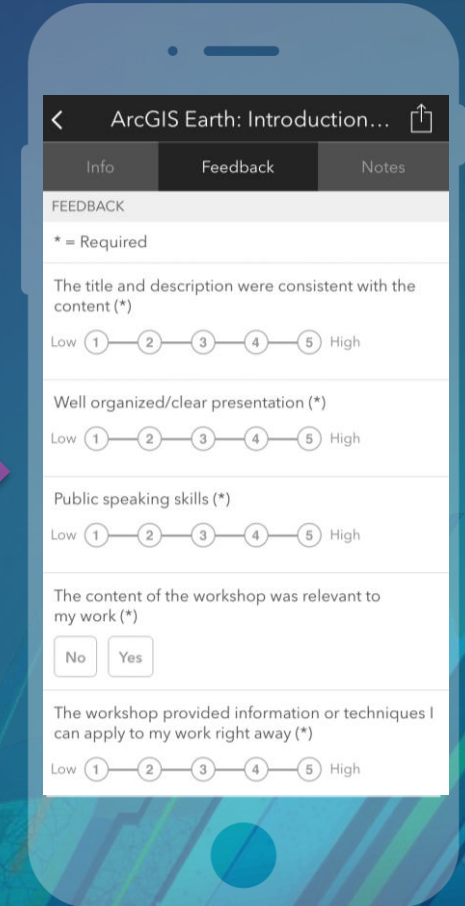 ArcGIS Earth: Introduction...
Info Feedback Notes
FEEDBACK
* = Required
The title and description were consistent with the
content (*)
Low 1 2 3 4 5 High
Well organized/clear presentation (*)
Low 1 2 3 4 5 High
Public speaking skills (*)
Low 1 2 3 4 5 High
The content of the workshop was relevant to
my work (*)
No Yes
The workshop provided information or techniques I
can apply to my work right away (*)
Low 1 2 3 4 5 High